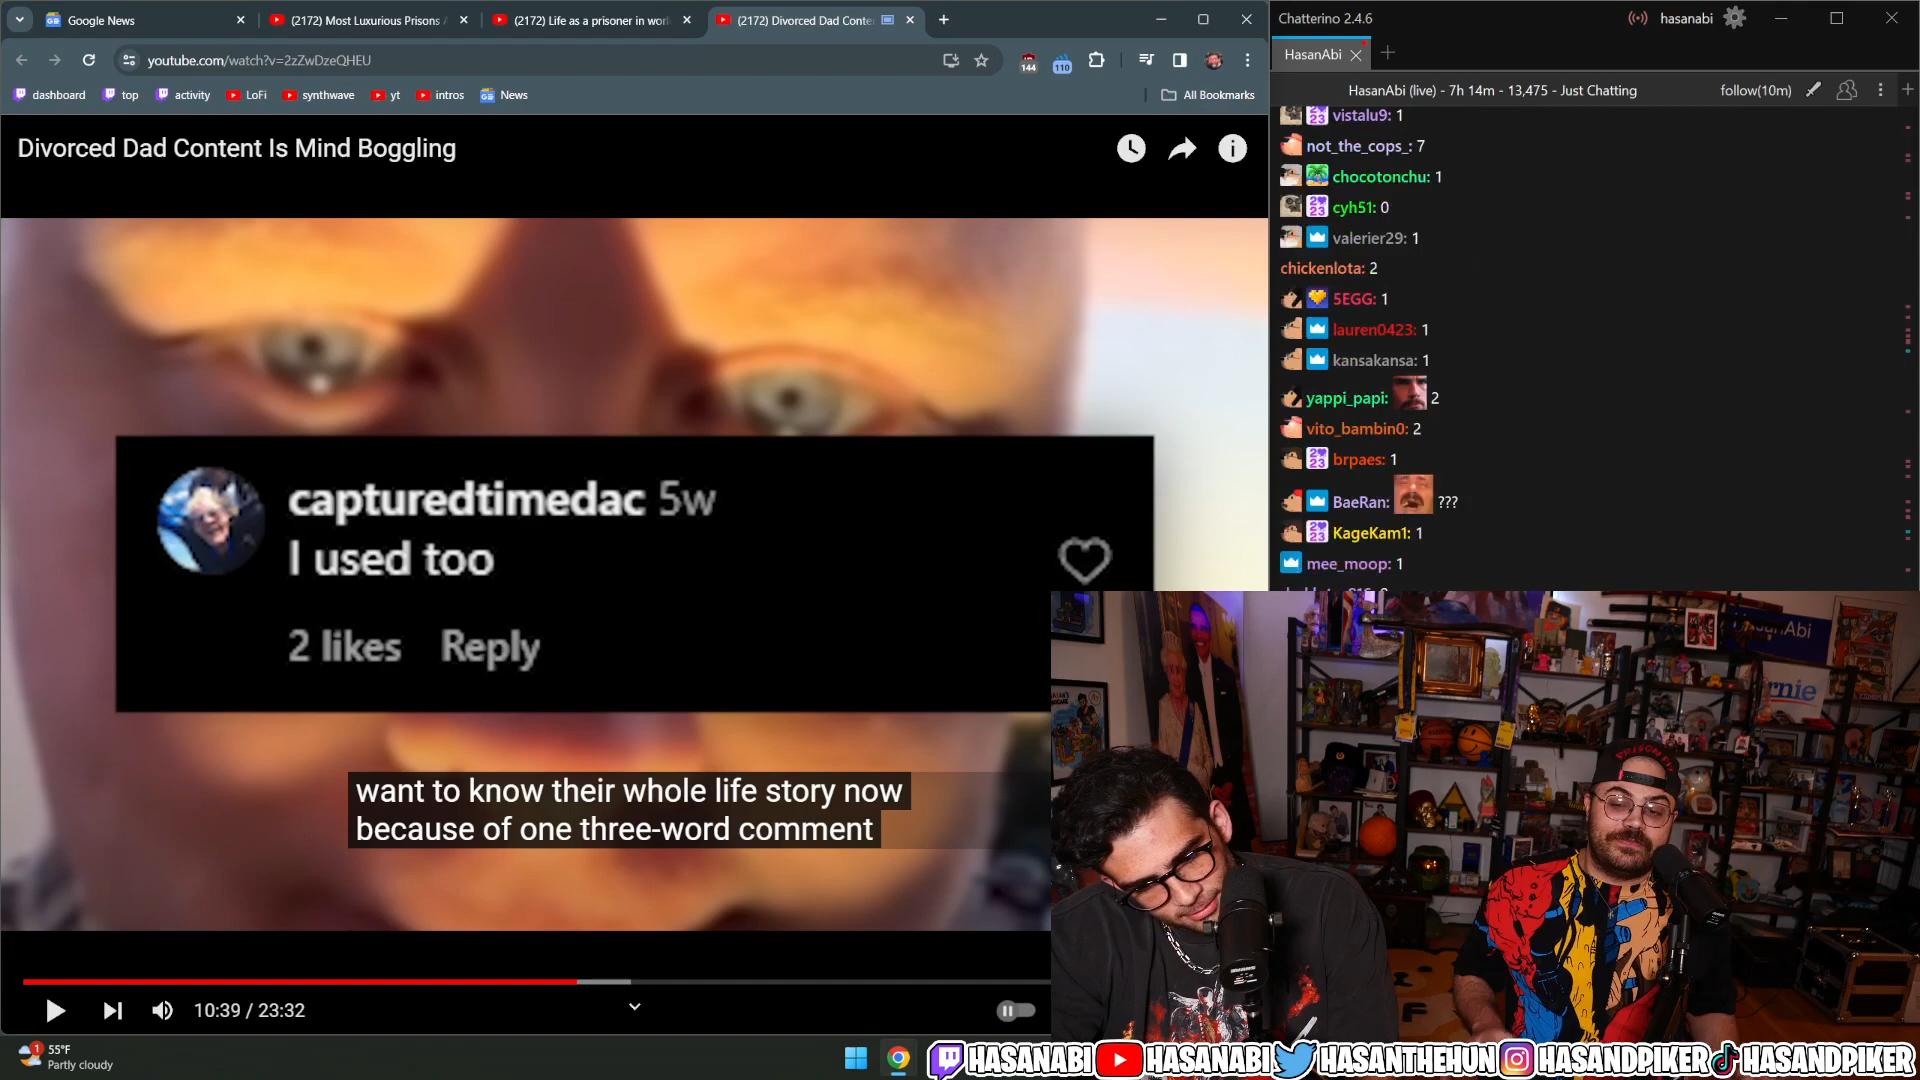 Google News
(2172) Most Luxurious Prisons
(2172) Life as a prisoner in wor
(2172) Divorced Dad Conte
youtube.com/watch?v=2zZwDzeQHEU
144
110
dashboard
top
activity
LoFi
synthwave
yt
intros
News
All Bookmarks
Divorced Dad Content Is Mind Boggling
capturedtimedac 5w
I used too
2 likes Reply
want to know their whole life story now
because of one three-word comment
10:39 / 23:32
1
55°F
Partly cloudy
Chatterino 2.4.6
hasanabi
HasanAbi
HasanAbi (live) - 7h 14m - 13,475 - Just Chatting
follow(10m)
vistalu9: 1
not_the_cops_: 7
chocotonchu: 1
cyh51: 0
valerier29: 1
chickenlota: 2
5EGG: 1
lauren0423: 1
kansakansa: 1
yappi_papi: 2
vito_bambin0: 2
brpaes: 1
BaeRan: ???
KageKam1: 1
mee_moop: 1
HASANABI HASANABI HASANTHEHUN HASANDPIKER HASANDPIKER